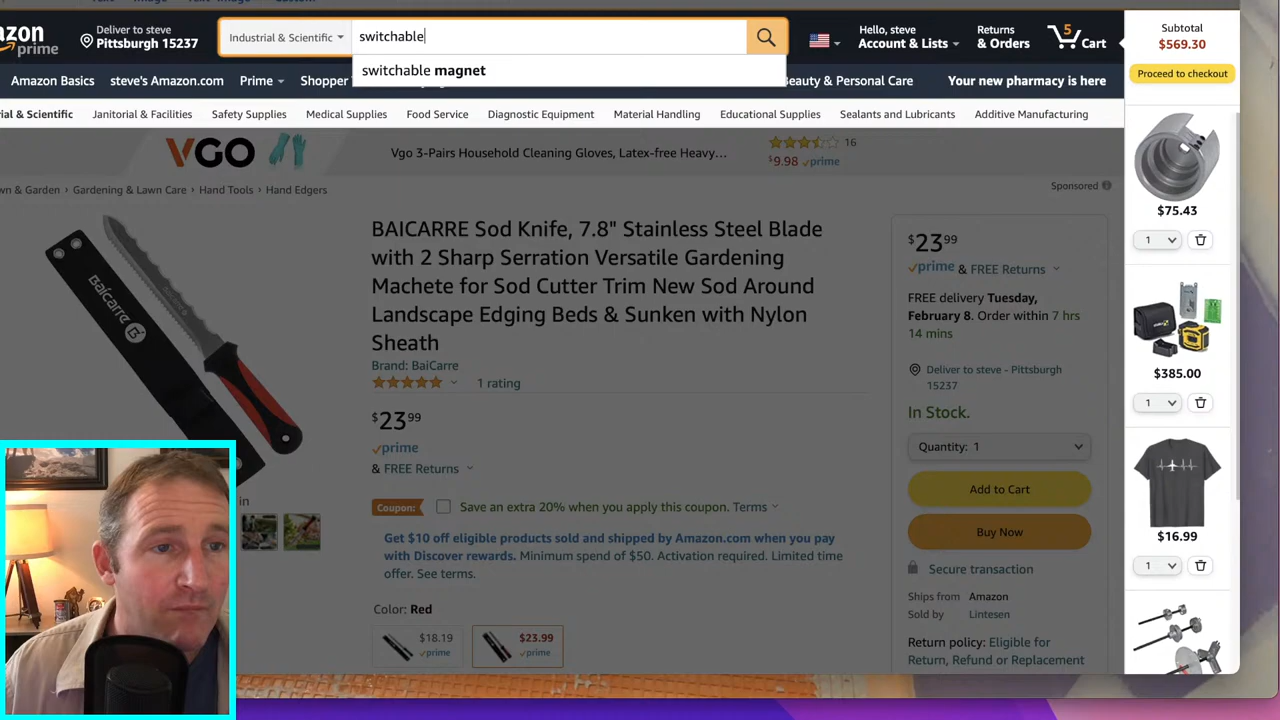 azon
prime
Deliver to steve
Pittsburgh 15237
Industrial & Scientific
switchable
switchable magnet
Hello, steve
Account & Lists
Returns
& Orders
5
Cart
Subtotal
$569.30
Proceed to checkout
Amazon Basics
steve's Amazon.com
Prime
Shopper
Beauty & Personal Care
Your new pharmacy is here
ial & Scientific
Janitorial & Facilities
Safety Supplies
Medical Supplies
Food Service
Diagnostic Equipment
Material Handling
Educational Supplies
Sealants and Lubricants
Additive Manufacturing
VGO
Vgo 3-Pairs Household Cleaning Gloves, Latex-free Heavy…
16
$9.98 prime
Sponsored
wn & Garden › Gardening & Lawn Care › Hand Tools › Hand Edgers
BAICARRE Sod Knife, 7.8" Stainless Steel Blade
with 2 Sharp Serration Versatile Gardening
Machete for Sod Cutter Trim New Sod Around
Landscape Edging Beds & Sunken with Nylon
Sheath
Brand: BaiCarre
1 rating
$23 99
prime
& FREE Returns
Baicarre
in
Coupon:
Save an extra 20% when you apply this coupon. Terms
Get $10 off eligible products sold and shipped by Amazon.com when you pay
with Discover rewards. Minimum spend of $50. Activation required. Limited time
offer. See terms.
Color: Red
$18.19
prime
$23.99
prime
$23 99
prime & FREE Returns
FREE delivery Tuesday,
February 8. Order within 7 hrs
14 mins
Deliver to steve - Pittsburgh
15237
In Stock.
Quantity: 1
Add to Cart
Buy Now
Secure transaction
Ships from Amazon
Sold by Lintesen
Return policy: Eligible for
Return, Refund or Replacement
$75.43
1
$385.00
1
$16.99
1